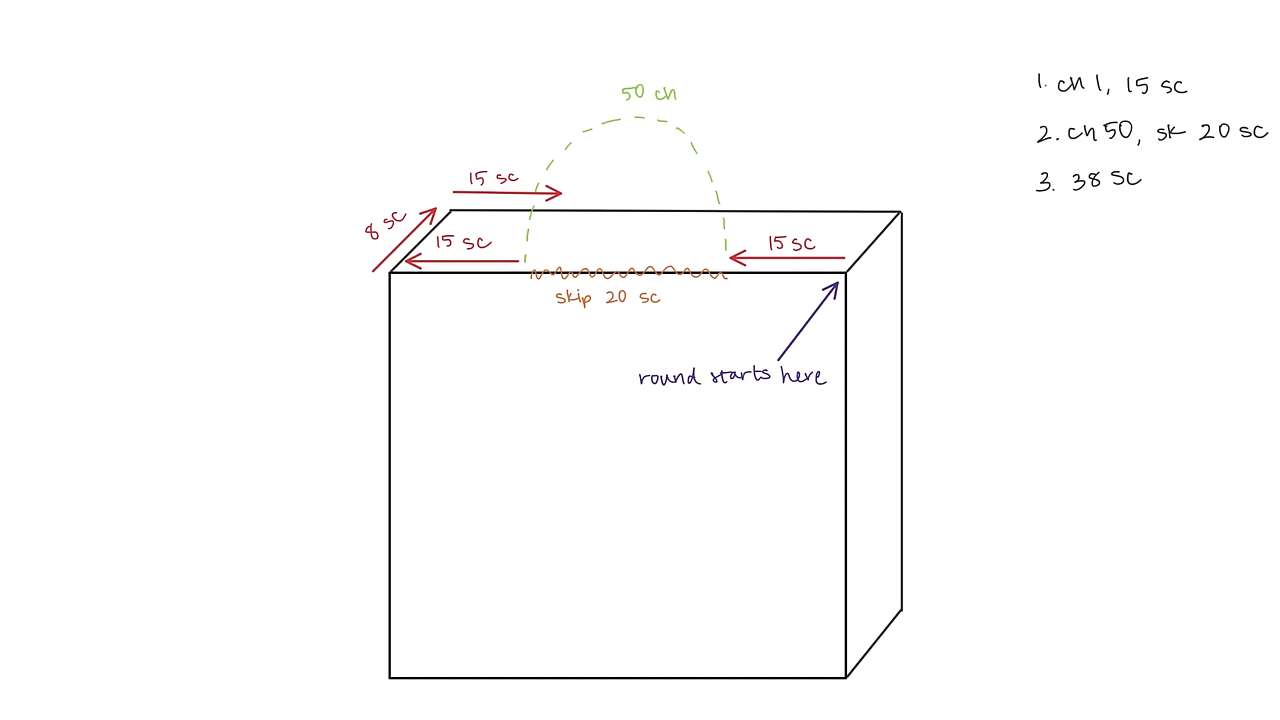 50 ch
15 sc
8 sc
15 sc
15 sc
skip 20 sc
round starts here
1. ch 1, 15 sc
2. ch 50, sk 20 sc
3. 38 sc